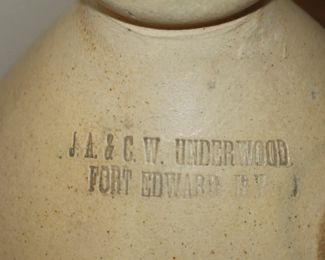 J. A. & C. W. UNDERWOOD.
FORT EDWARD. N.Y.